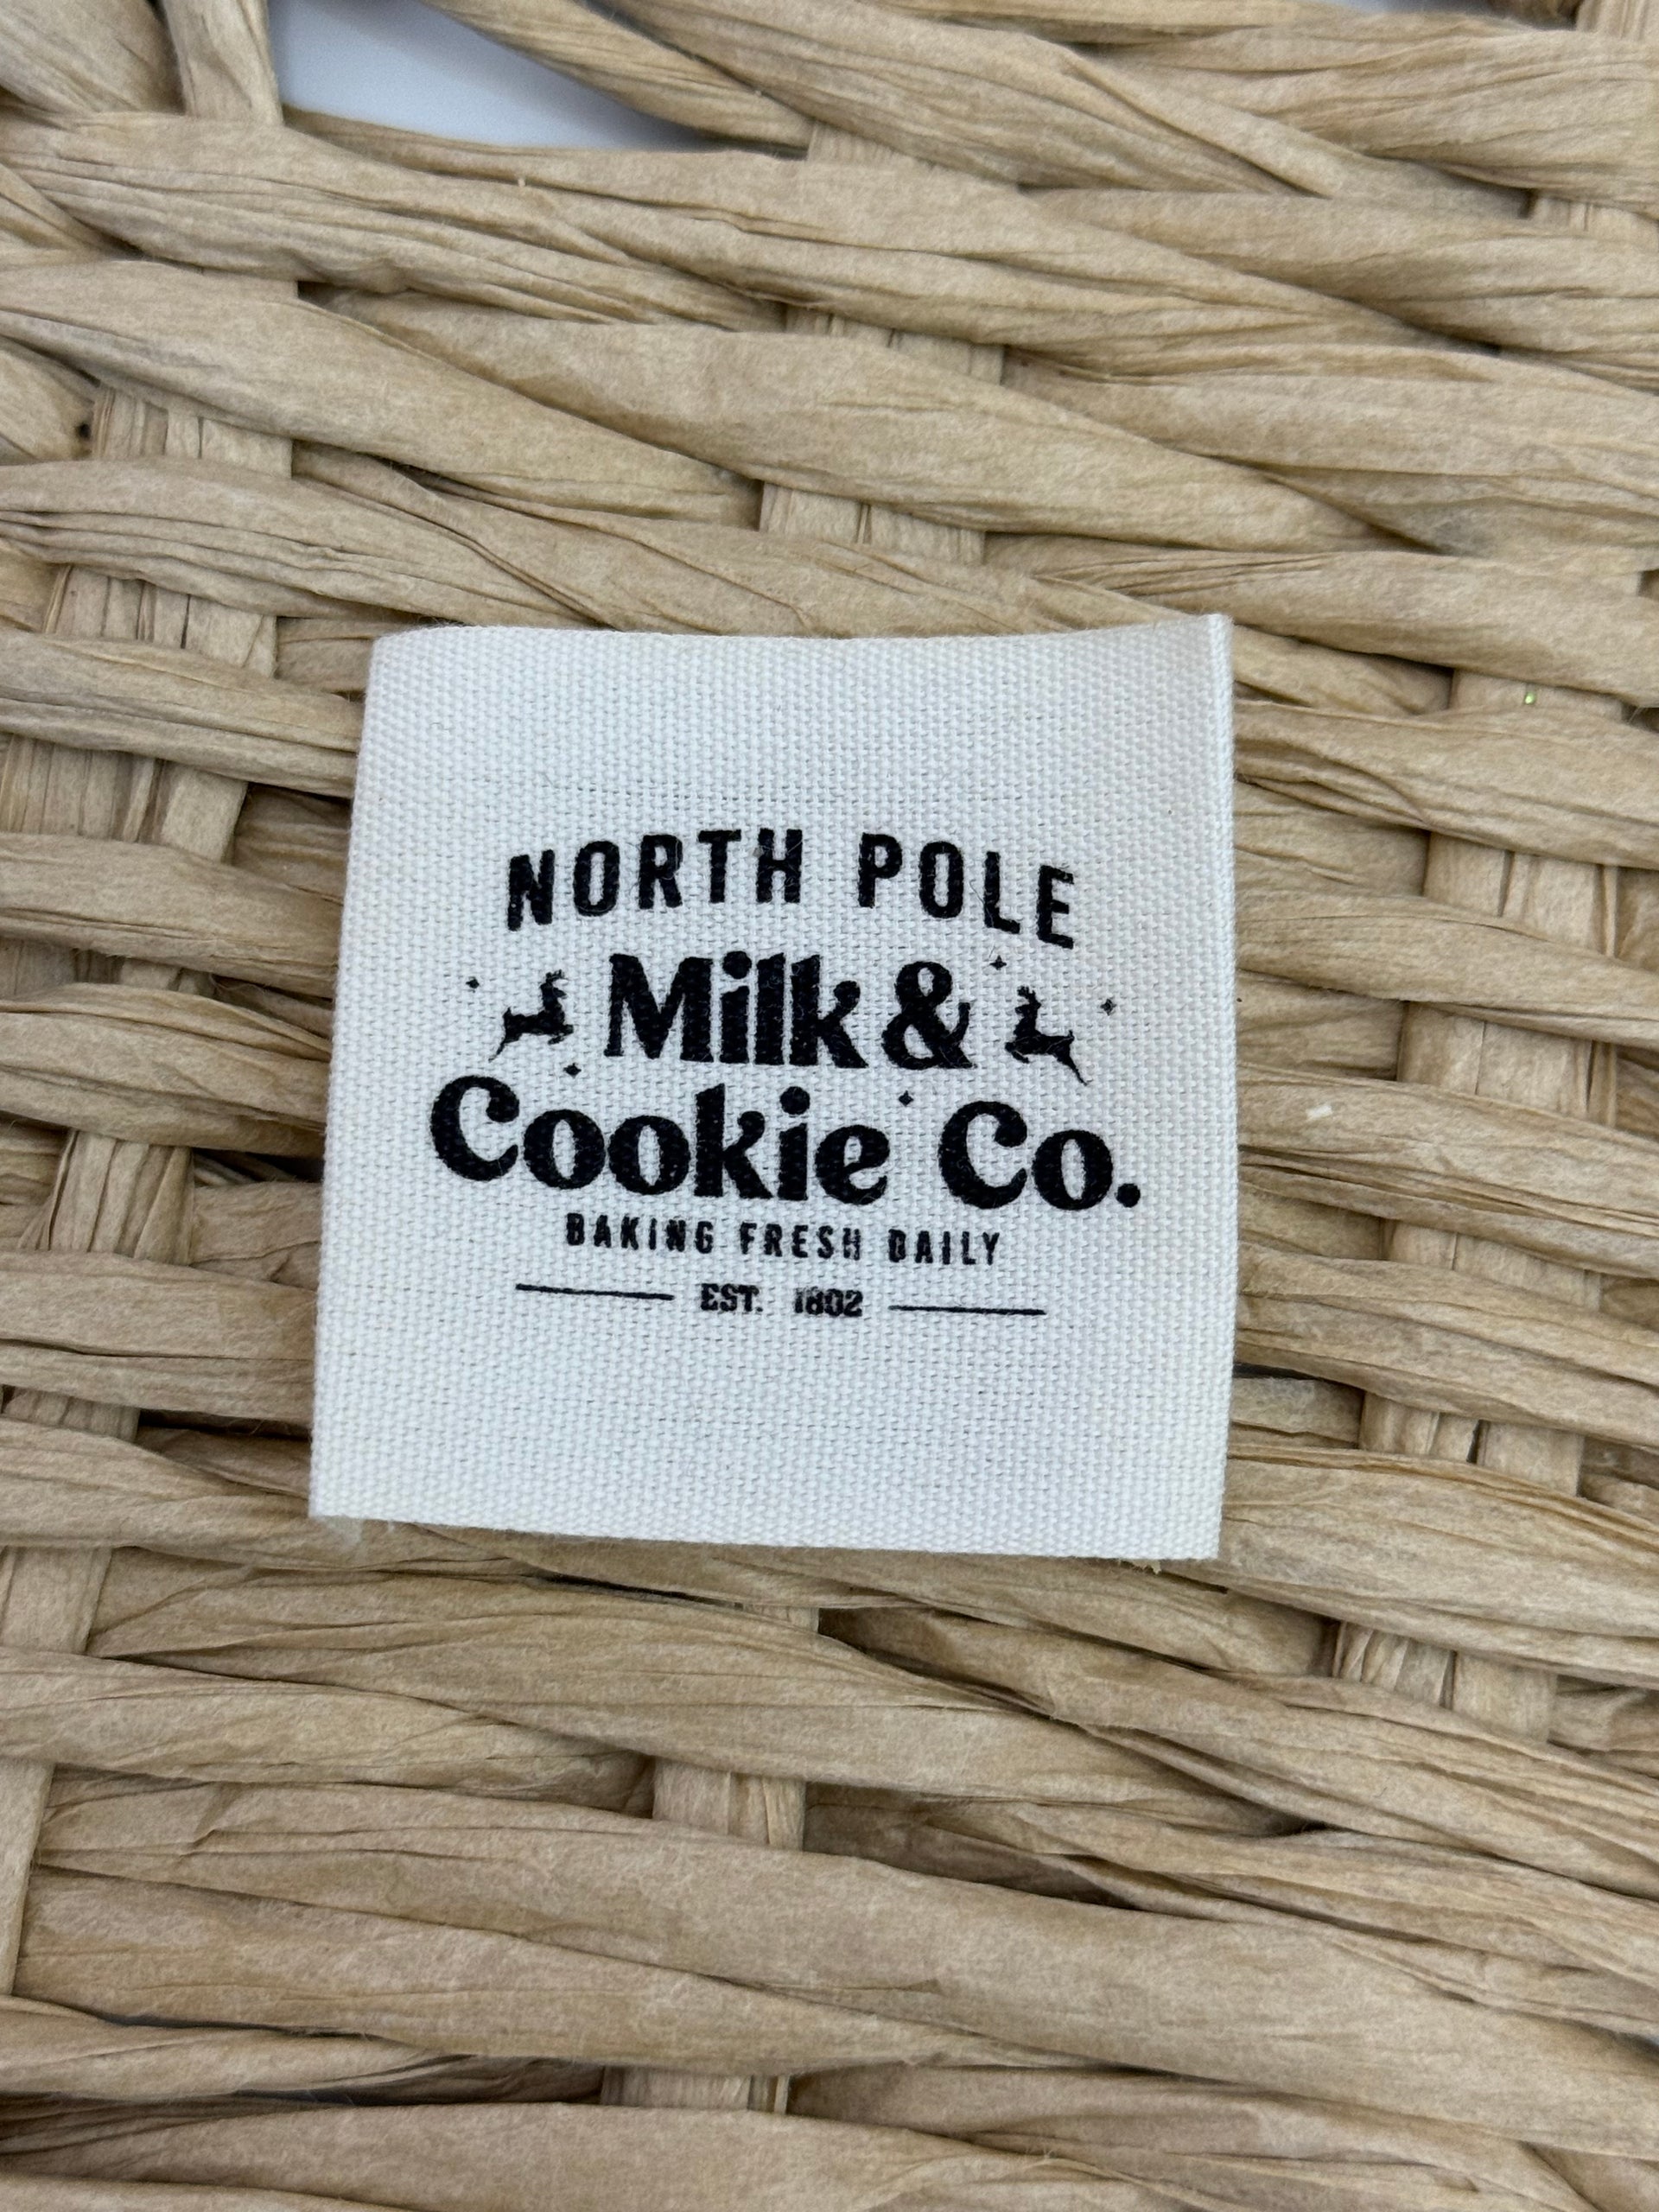 NORTH POLE
Milk &
Cookie Co.
BAKING FRESH DAILY
EST. 1802